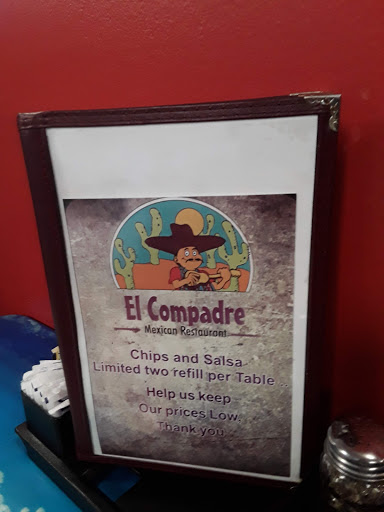 El Compadre
Mexican Restaurant
Chips and Salsa
Limited two refill per Table...
Help us keep
Our prices Low...
Thank you